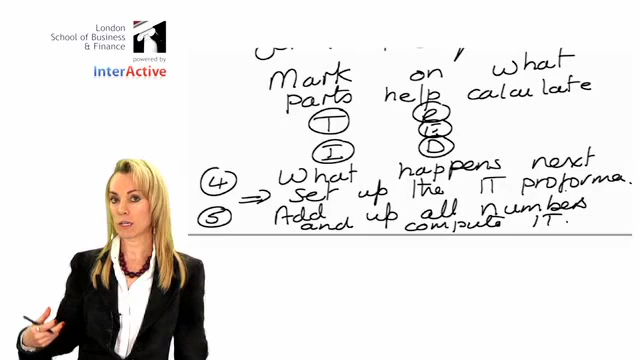 London
School of Business
& Finance
powered by
InterActive
Mark on what
parts help calculate
T E
I D
4 What happens next
⇒ set up the IT proforma.
5 Add up all numbers
and compute IT.